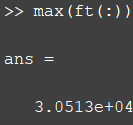 >> max(ft(:))
ans =
3.0513e+04